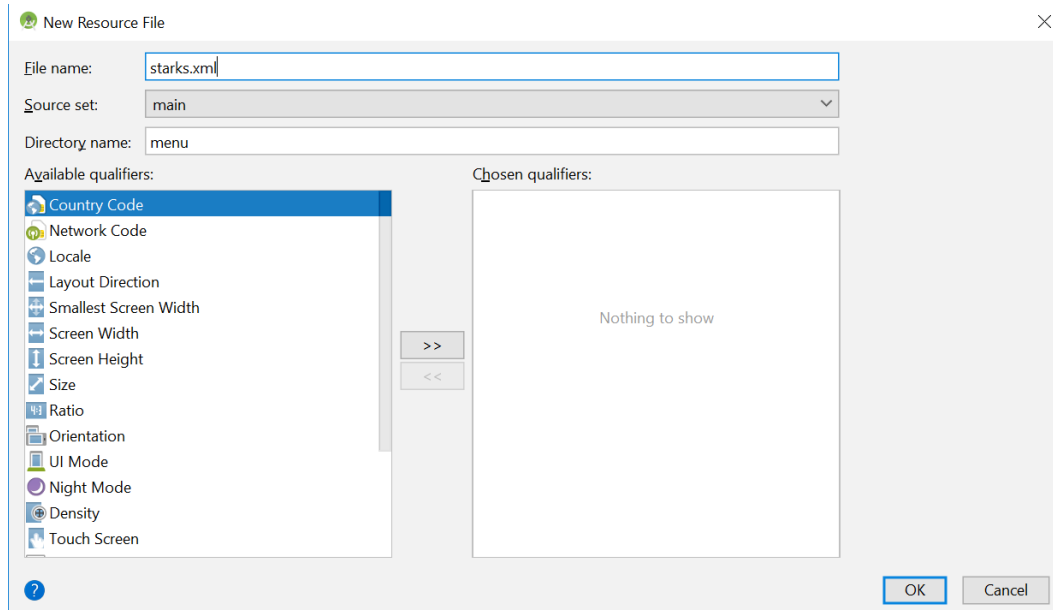 New Resource File
File name: starks.xml
Source set: main
Directory name: menu
Available qualifiers:
Chosen qualifiers:
Country Code
Network Code
Locale
Layout Direction
Smallest Screen Width
Screen Width
Screen Height
Size
Ratio
Orientation
UI Mode
Night Mode
Density
Touch Screen
>>
<<
Nothing to show
?
OK
Cancel